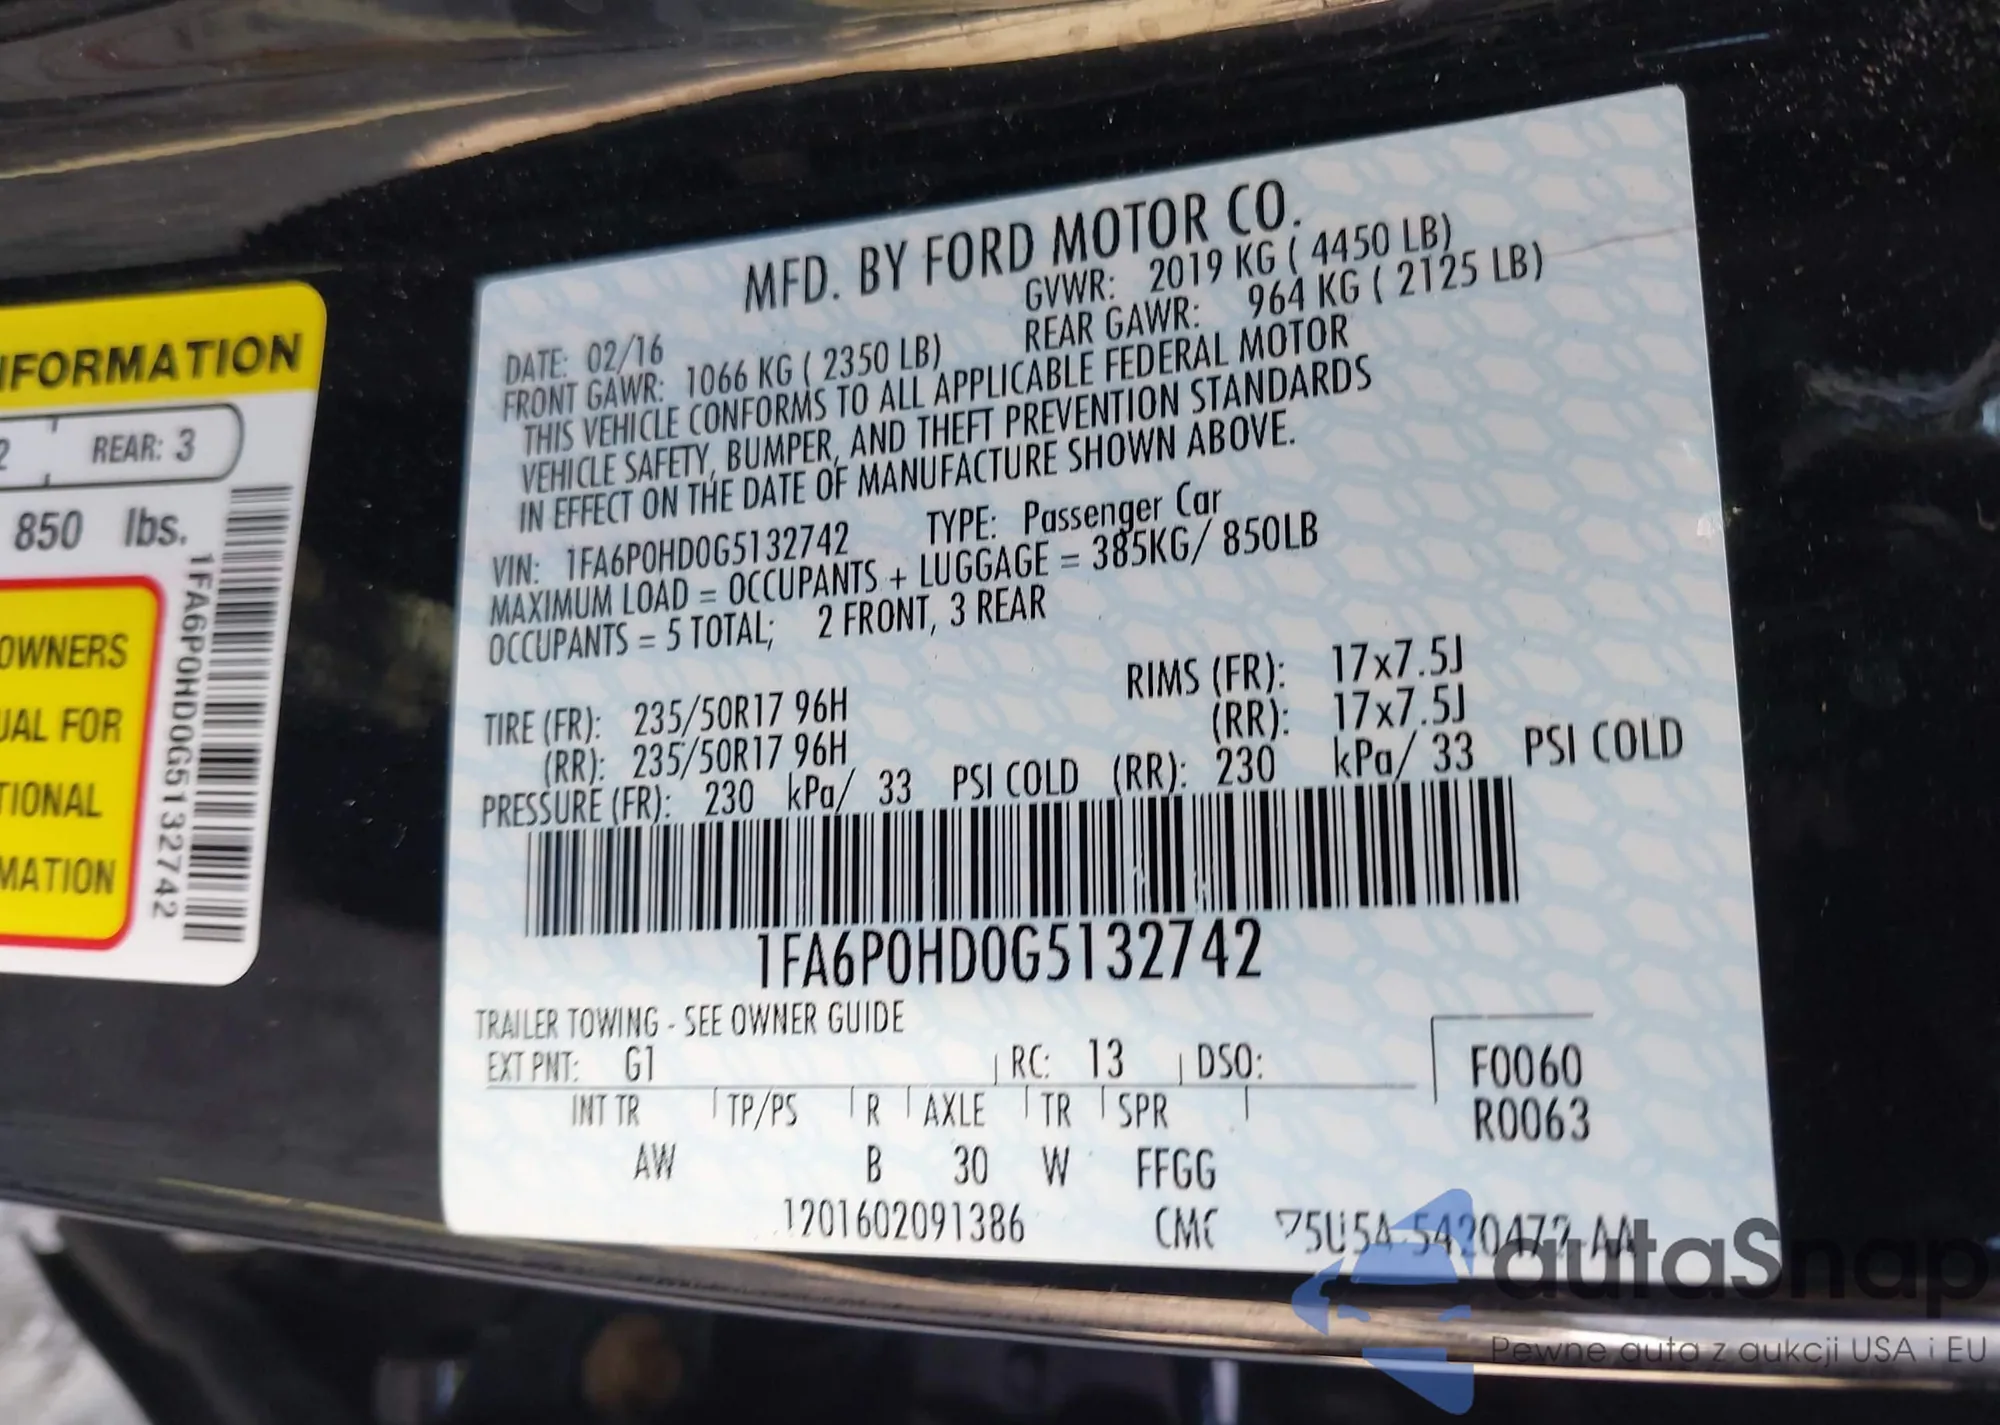 MFD. BY FORD MOTOR CO.
DATE: 02/16 GVWR: 2019 KG ( 4450 LB)
FRONT GAWR: 1066 KG ( 2350 LB) REAR GAWR: 964 KG ( 2125 LB)
THIS VEHICLE CONFORMS TO ALL APPLICABLE FEDERAL MOTOR
VEHICLE SAFETY, BUMPER, AND THEFT PREVENTION STANDARDS
IN EFFECT ON THE DATE OF MANUFACTURE SHOWN ABOVE.
VIN: 1FA6P0HD0G5132742 TYPE: Passenger Car
MAXIMUM LOAD = OCCUPANTS + LUGGAGE = 385KG/ 850LB
OCCUPANTS = 5 TOTAL; 2 FRONT, 3 REAR
TIRE (FR): 235/50R17 96H RIMS (FR): 17x7.5J
(RR): 235/50R17 96H (RR): 17x7.5J
PRESSURE (FR): 230 kPa/ 33 PSI COLD (RR): 230 kPa/ 33 PSI COLD
1FA6P0HD0G5132742
TRAILER TOWING - SEE OWNER GUIDE
EXT PNT: G1 RC: 13 DSO: F0060
INT TR TP/PS R AXLE TR SPR R0063
AW B 30 W FFGG
1201602091386 CMC
NFORMATION
2 REAR: 3
850 lbs.
OWNERS
UAL FOR
TIONAL
MATION
1FA6P0HD0G5132742
autaSnap
Pewne auta z aukcji USA i EU